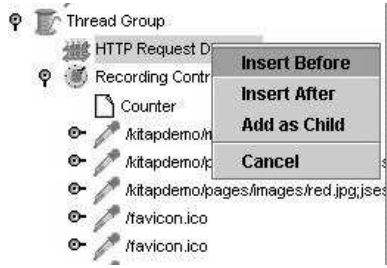 Thread Group
HTTP Request D
Insert Before
Recording Contr
Insert After
Counter
Add as Child
/kitapdemo/
Cancel
/kitapdemo/p
/kitapdemo/pages/images/red.jpg;jses
/favicon.ico
/favicon.ico